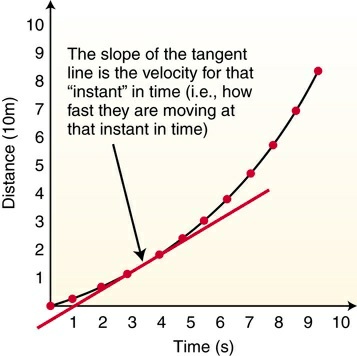 10
9
8
7
6
5
4
3
2
1
0
Distance (10m)
The slope of the tangent
line is the velocity for that
“instant” in time (i.e., how
fast they are moving at
that instant in time)
1 2 3 4 5 6 7 8 9 10
Time (s)